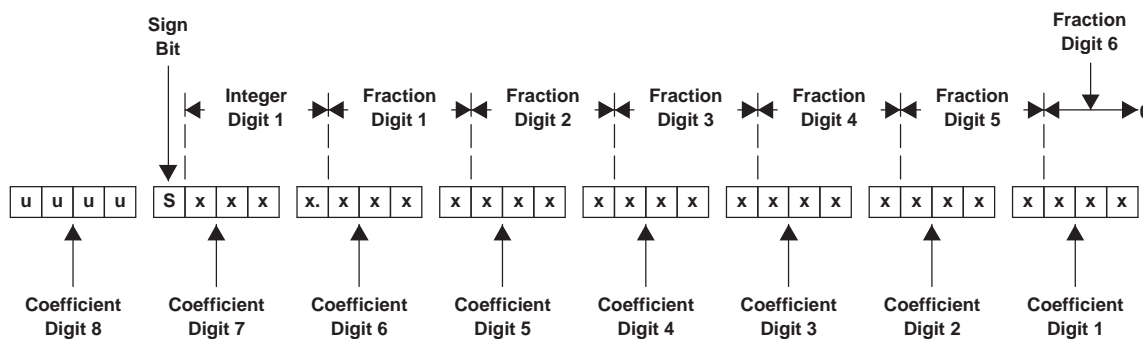 Sign
Bit
Fraction
Digit 6
Integer
Digit 1
Fraction
Digit 1
Fraction
Digit 2
Fraction
Digit 3
Fraction
Digit 4
Fraction
Digit 5
0
u u u u S x x x x. x x x x x x x x x x x x x x x x x x x x x x x
Coefficient
Digit 8
Coefficient
Digit 7
Coefficient
Digit 6
Coefficient
Digit 5
Coefficient
Digit 4
Coefficient
Digit 3
Coefficient
Digit 2
Coefficient
Digit 1